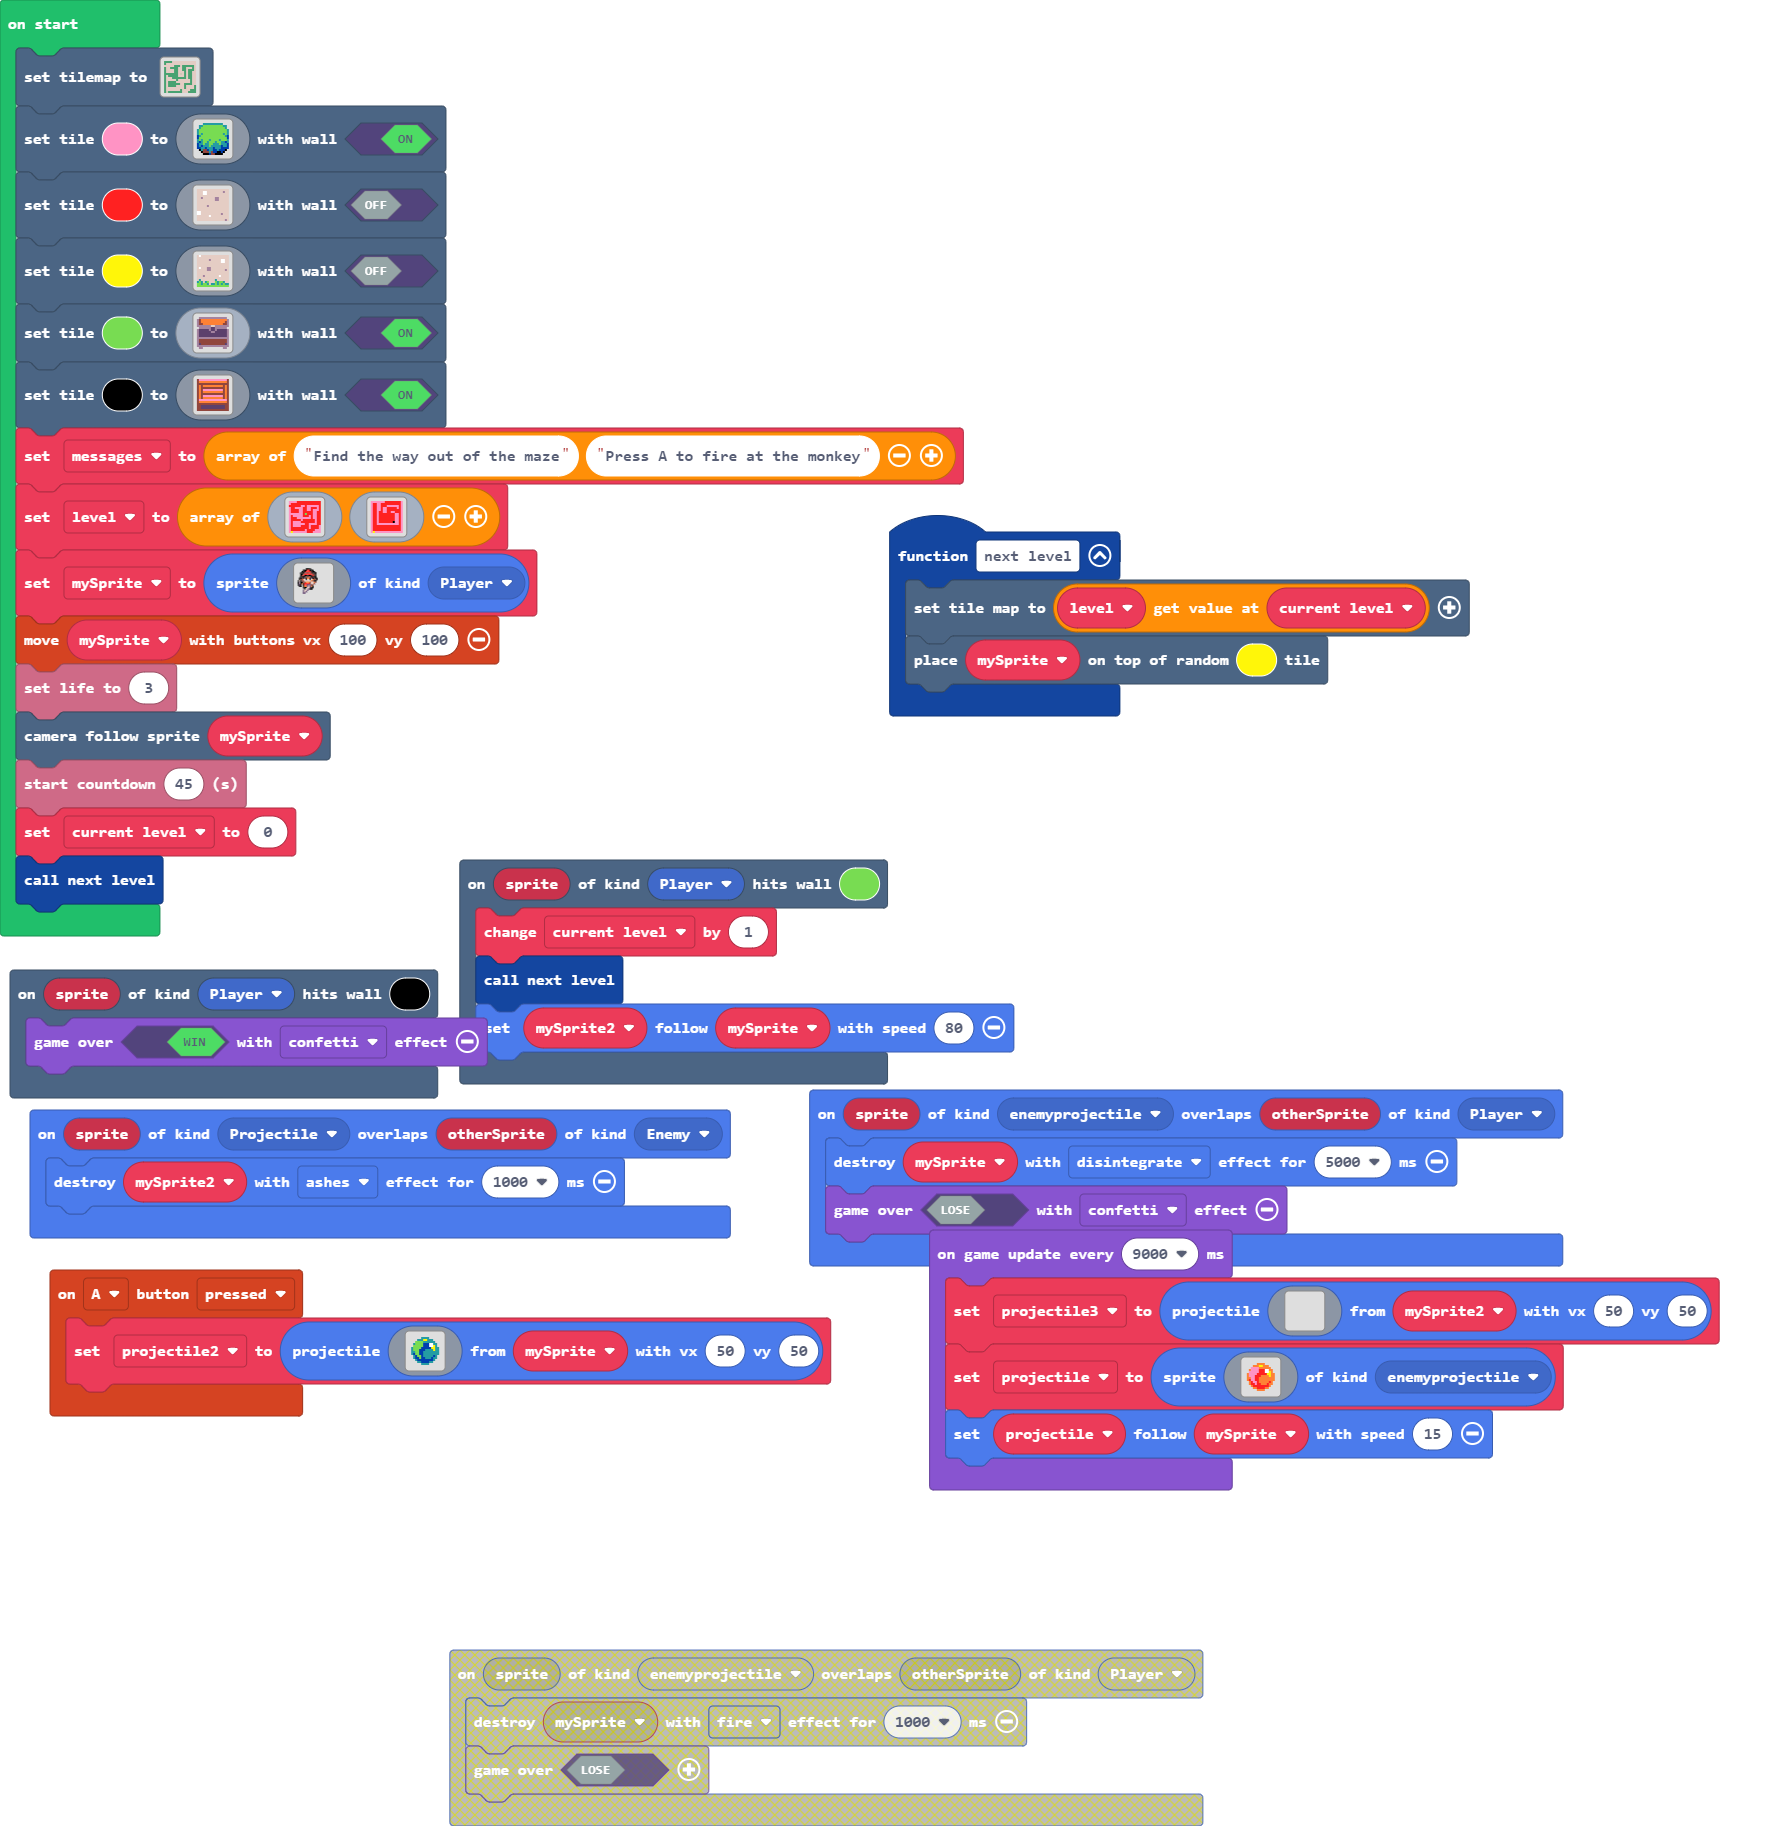 on start
set tilemap to
set tile to with wall ON
set tile to with wall OFF
set tile to with wall OFF
set tile to with wall ON
set tile to with wall ON
set messages to array of "Find the way out of the maze" "Press A to fire at the monkey"
set level to array of
set mySprite to sprite of kind Player
move mySprite with buttons vx 100 vy 100
set life to 3
camera follow sprite mySprite
start countdown 45 (s)
set current level to 0
call next level
function next level
set tile map to level get value at current level
place mySprite on top of random tile
on sprite of kind Player hits wall
change current level by 1
call next level
set mySprite2 follow mySprite with speed 80
on sprite of kind Player hits wall
game over WIN with confetti effect
on sprite of kind Projectile overlaps otherSprite of kind Enemy
destroy mySprite2 with ashes effect for 1000 ms
on sprite of kind enemyprojectile overlaps otherSprite of kind Player
destroy mySprite with disintegrate effect for 5000 ms
game over LOSE with confetti effect
on game update every 9000 ms
set projectile3 to projectile from mySprite2 with vx 50 vy 50
set projectile to sprite of kind enemyprojectile
set projectile follow mySprite with speed 15
on A button pressed
set projectile2 to projectile from mySprite with vx 50 vy 50
on sprite of kind enemyprojectile overlaps otherSprite of kind Player
destroy mySprite with fire effect for 1000 ms
game over LOSE